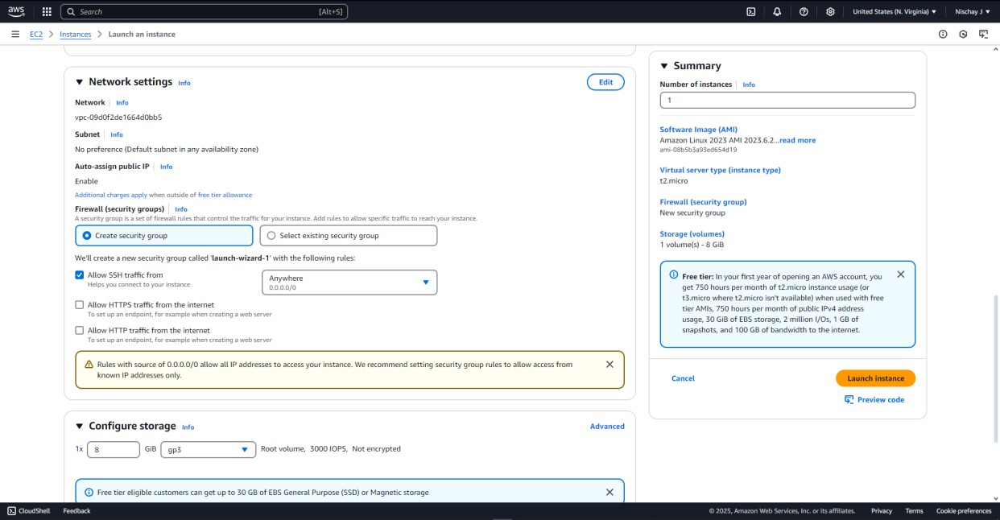 aws
Search
[Alt+S]
United States (N. Virginia)
Nischay J
EC2
Instances
Launch an instance
Network settings
Info
Edit
Network
Info
vpc-09d0f2de1664d0bb5
Subnet
Info
No preference (Default subnet in any availability zone)
Auto-assign public IP
Info
Enable
Additional charges apply when outside of free tier allowance
Firewall (security groups)
Info
A security group is a set of firewall rules that control the traffic for your instance. Add rules to allow specific traffic to reach your instance.
Create security group
Select existing security group
We'll create a new security group called 'launch-wizard-1' with the following rules:
Allow SSH traffic from
Helps you connect to your instance
Anywhere
0.0.0.0/0
Allow HTTPS traffic from the internet
To set up an endpoint, for example when creating a web server
Allow HTTP traffic from the internet
To set up an endpoint, for example when creating a web server
Rules with source of 0.0.0.0/0 allow all IP addresses to access your instance. We recommend setting security group rules to allow access from
known IP addresses only.
Configure storage
Info
Advanced
1x
8
GiB
gp3
Root volume, 3000 IOPS, Not encrypted
Free tier eligible customers can get up to 30 GB of EBS General Purpose (SSD) or Magnetic storage
Summary
Number of instances
Info
1
Software Image (AMI)
Amazon Linux 2023 AMI 2023.6.2...read more
ami-08b5b3a93ed654d19
Virtual server type (instance type)
t2.micro
Firewall (security group)
New security group
Storage (volumes)
1 volume(s) - 8 GiB
Free tier: In your first year of opening an AWS account, you
get 750 hours per month of t2.micro instance usage (or
t3.micro where t2.micro isn't available) when used with free
tier AMIs, 750 hours per month of public IPv4 address
usage, 30 GiB of EBS storage, 2 million I/Os, 1 GB of
snapshots, and 100 GB of bandwidth to the internet.
Cancel
Launch instance
Preview code
CloudShell
Feedback
© 2025, Amazon Web Services, Inc. or its affiliates.
Privacy
Terms
Cookie preferences